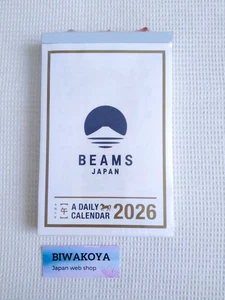 BEAMS
JAPAN
A DAILY
CALENDAR 2026
BIWAKOYA
Japan web shop